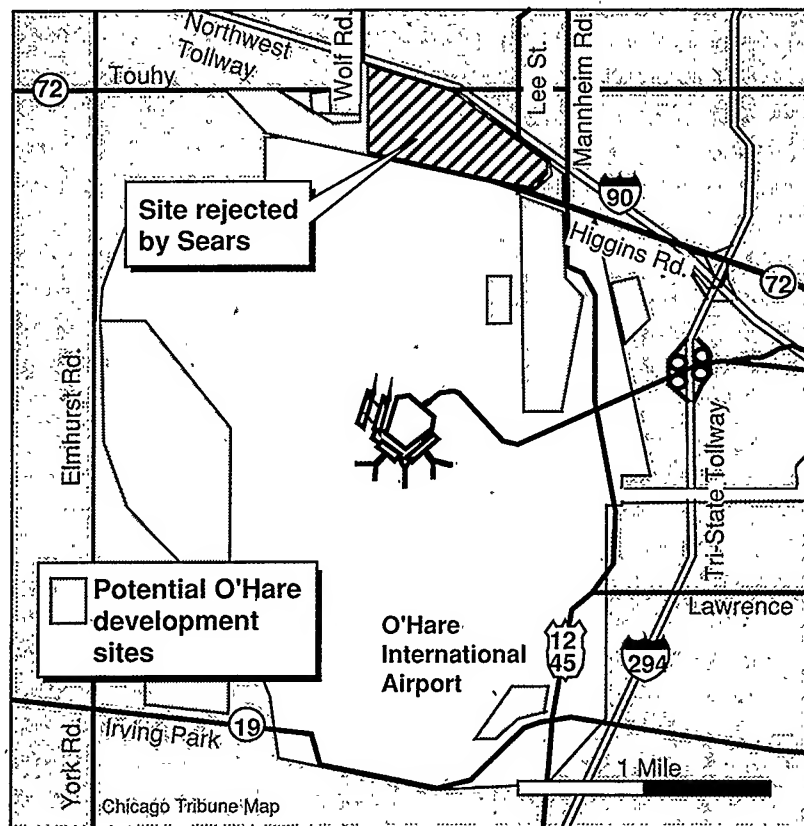 Northwest
Tollway
Wolf Rd.
Lee St.
Mannheim Rd.
72
Touhy
90
Site rejected
by Sears
Higgins Rd.
72
Elmhurst Rd.
Tri-State Tollway
Potential O'Hare
development
sites
O'Hare
International
Airport
12
45
294
Lawrence
York Rd.
Irving Park
19
1 Mile
Chicago Tribune Map